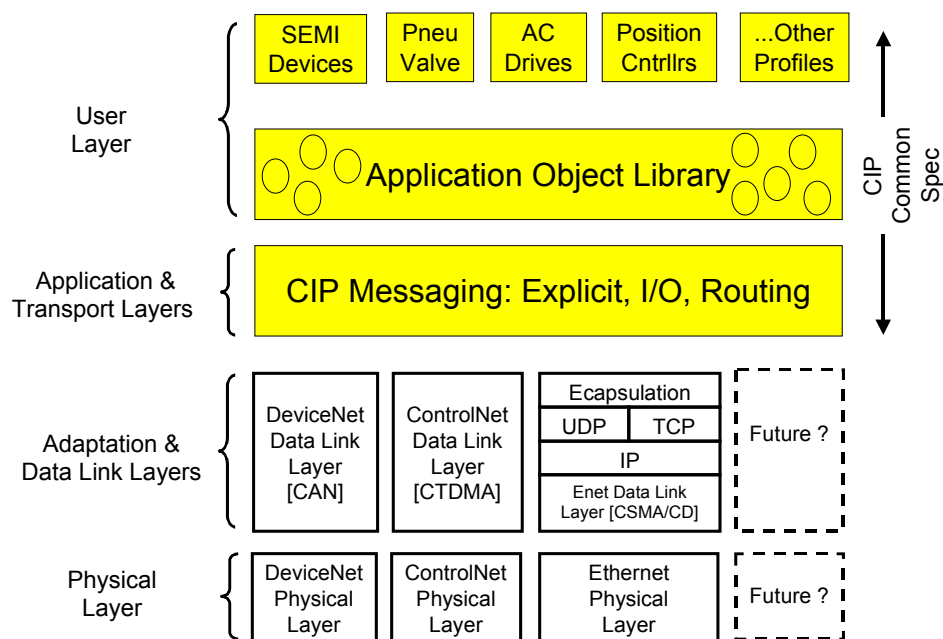 SEMI
Devices
Pneu
Valve
AC
Drives
Position
Cntrllrs
...Other
Profiles
User
Layer
Application Object Library
CIP
Common
Spec
Application &
Transport Layers
CIP Messaging: Explicit, I/O, Routing
Adaptation &
Data Link Layers
DeviceNet
Data Link
Layer
[CAN]
ControlNet
Data Link
Layer
[CTDMA]
Ecapsulation
UDP
TCP
IP
Enet Data Link
Layer [CSMA/CD]
Future ?
Physical
Layer
DeviceNet
Physical
Layer
ControlNet
Physical
Layer
Ethernet
Physical
Layer
Future ?